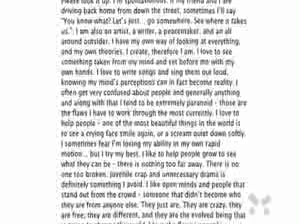 Please look it up. I'm spontaneous. If my friend and I are
driving back home from down the street, sometimes I'll say
"You know what? Let's just... go somewhere. See where it takes
us.". I am also an artist, a writer, a peacemaker, and an all
around outsider. I have my own way of looking at everything,
and my own theories. I create, therefore I am. I love to see
something taken from my mind and set before me with my
own hands. I love to write songs and sing them out loud,
knowing my mind's perceptions can in fact become reality. I
often get very confused about people and generally anything
and along with that I tend to be extremely paranoid - those are
the flaws I have to work through the most currently. I love to
help people - one of the most beautiful things in the world is
to see a crying face smile again, or a scream quiet down softly.
I sometimes fear I'm losing my ability in my own rapid
motion... but I try my best. I like to help people grow to see
what they can be - there is nothing too far away. There is no
one too broken. Juvenile crap and unnecessary drama is
definitely something I avoid. I like open minds and people that
stand out from the crowd - someone that didn't become who
they are from anyone else. They just are. They are crazy, they
are free, they are different, and they are the evolved being that